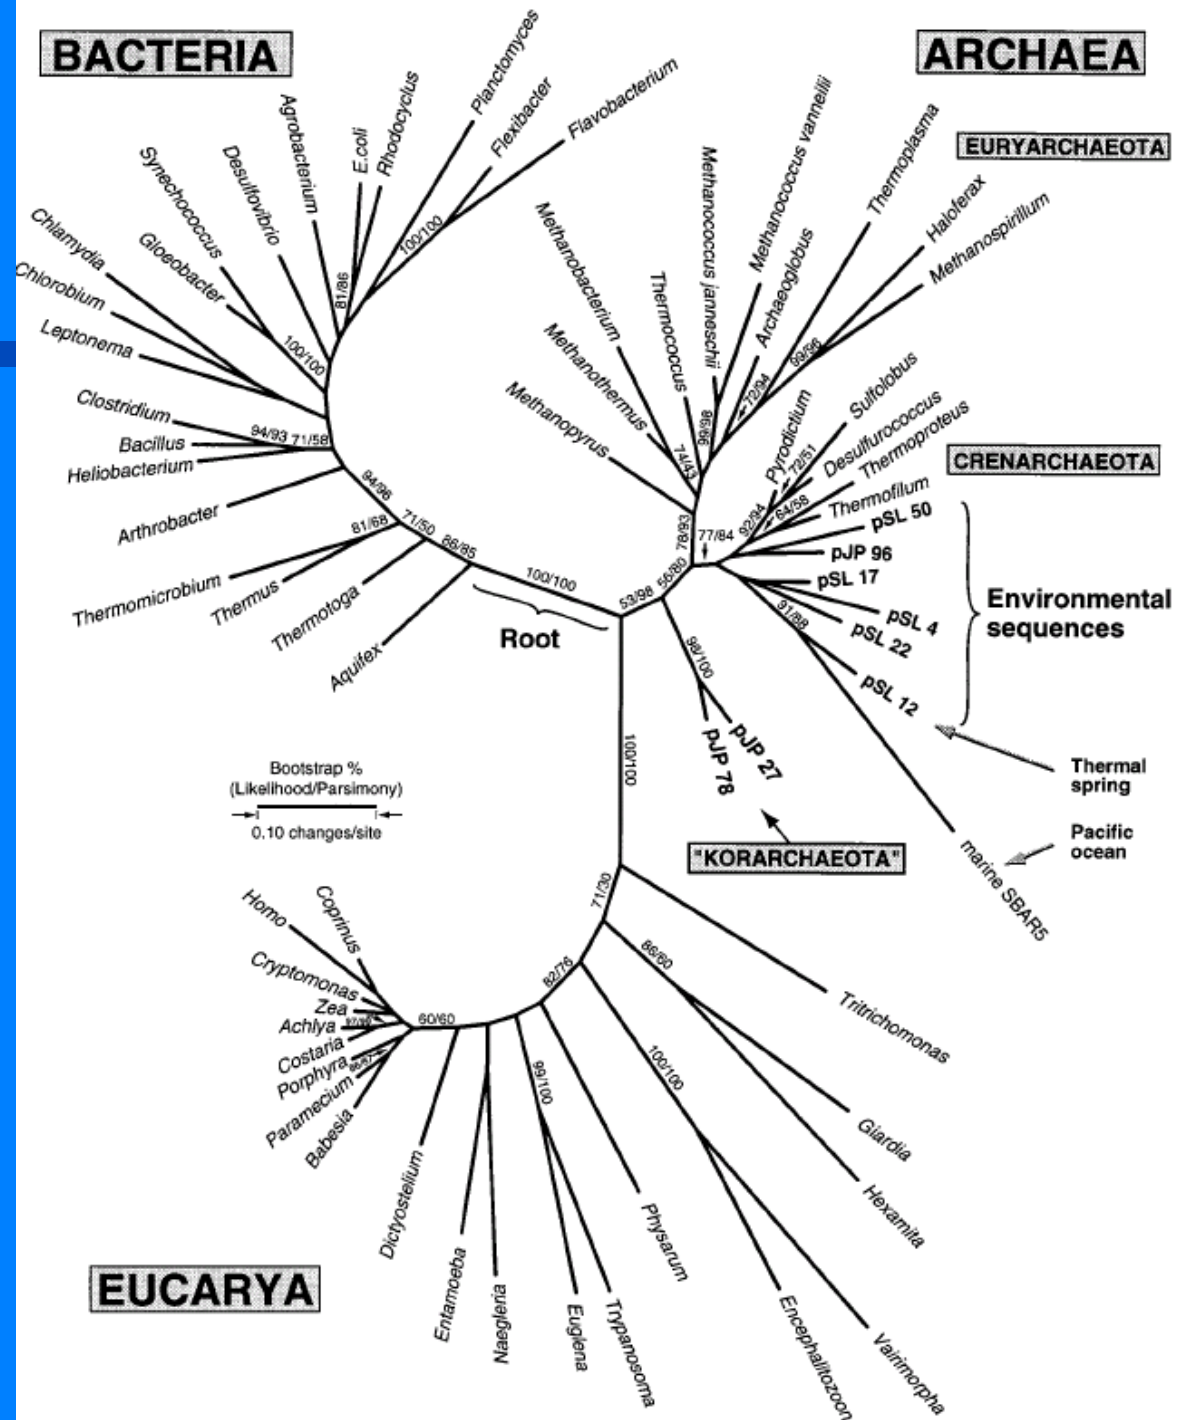 BACTERIA
ARCHAEA
EURYARCHAEOTA
CRENARCHAEOTA
Planctomyces
Flexibacter
Flavobacterium
Rhodocyclus
E.coli
Agrobacterium
Desulfovibrio
Synechococcus
Gloeobacter
Chlamydia
Chlorobium
Leptonema
Clostridium
Bacillus
Heliobacterium
Arthrobacter
Thermomicrobium
Thermus
Thermotoga
Aquifex
100/100
81/86
100/100
94/93
71/58
94/96
81/68
71/50
86/85
100/100
Root
Methanopyrus
Methanothermus
Methanobacterium
Thermococcus
Methanococcus janneschii
Methanococcus vanneilii
Archaeoglobus
Thermoplasma
Haloferax
Methanospirillum
74/43
99/98
72/94
99/96
78/93
77/84
56/80
53/98
Pyrodictium
Sulfolobus
Desulfurococcus
Thermoproteus
Thermofilum
72/51
64/58
92/94
pSL 50
pJP 96
pSL 17
pSL 4
pSL 22
pSL 12
91/88
Environmental
sequences
98/100
pJP 27
pJP 78
"KORARCHAEOTA"
Thermal
spring
Pacific
ocean
marine SBAR5
100/100
Bootstrap %
(Likelihood/Parsimony)
0.10 changes/site
71/30
86/60
82/76
100/100
99/100
60/60
Homo
Coprinus
Cryptomonas
Zea
Achlya
Costaria
Porphyra
Paramecium
Babesia
Dictyostelium
Entamoeba
Naegleria
Euglena
Trypanosoma
Physarum
Encephalitozoon
Vairimorpha
Hexamita
Giardia
Tritrichomonas
EUCARYA